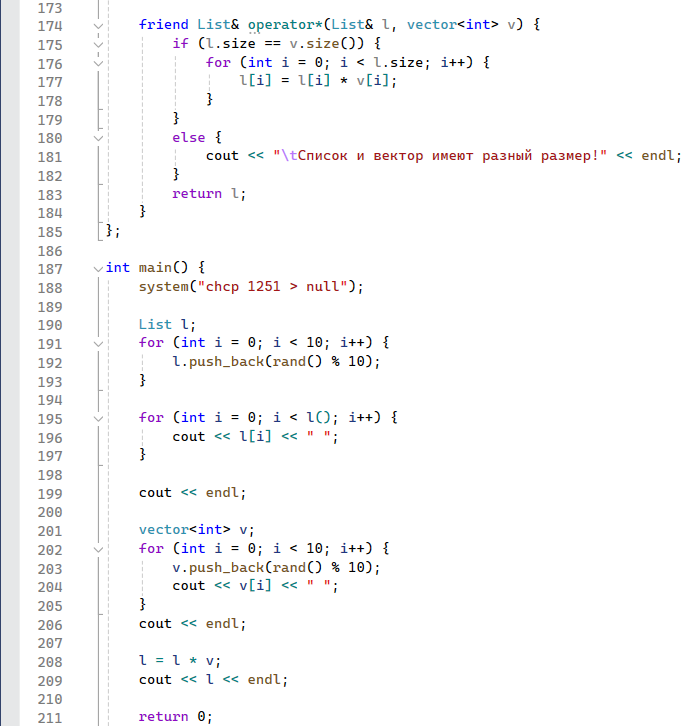 173
174 friend List& operator*(List& l, vector<int> v) {
175 if (l.size == v.size()) {
176 for (int i = 0; i < l.size; i++) {
177 l[i] = l[i] * v[i];
178 }
179 }
180 else {
181 cout << "\tСписок и вектор имеют разный размер!" << endl;
182 }
183 return l;
184 }
185 };
186
187 int main() {
188 system("chcp 1251 > null");
189
190 List l;
191 for (int i = 0; i < 10; i++) {
192 l.push_back(rand() % 10);
193 }
194
195 for (int i = 0; i < l(); i++) {
196 cout << l[i] << " ";
197 }
198
199 cout << endl;
200
201 vector<int> v;
202 for (int i = 0; i < 10; i++) {
203 v.push_back(rand() % 10);
204 cout << v[i] << " ";
205 }
206 cout << endl;
207
208 l = l * v;
209 cout << l << endl;
210
211 return 0;